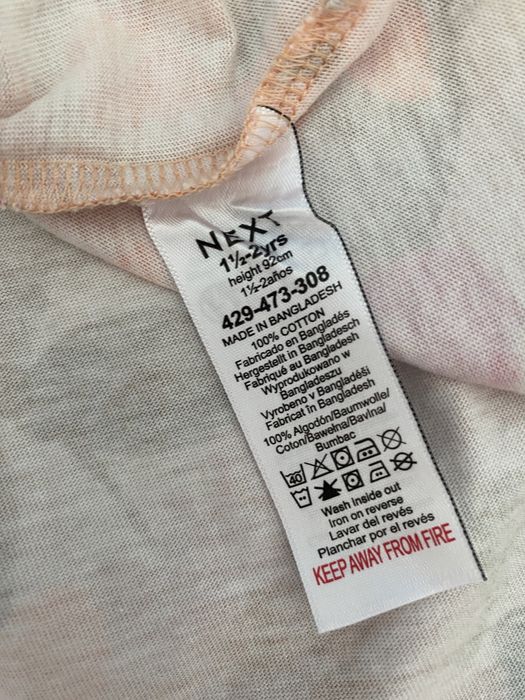 NEXT
1½-2yrs
height 92cm
1½-2años
429-473-308
MADE IN BANGLADESH
100% COTTON
Fabricado en Bangladés
Hergestellt in Bangladesch
Fabriqué au Bangladesh
Wyprodukowano w
Bangladeszu
Vyrobeno v Bangladéši
Fabricat în Bangladesh
100% Algodón/Baumwolle/
Coton/Bawełna/Bavlna/
Bumbac
40
Wash inside out
Iron on reverse
Lavar del revés
Planchar por el revés
KEEP AWAY FROM FIRE